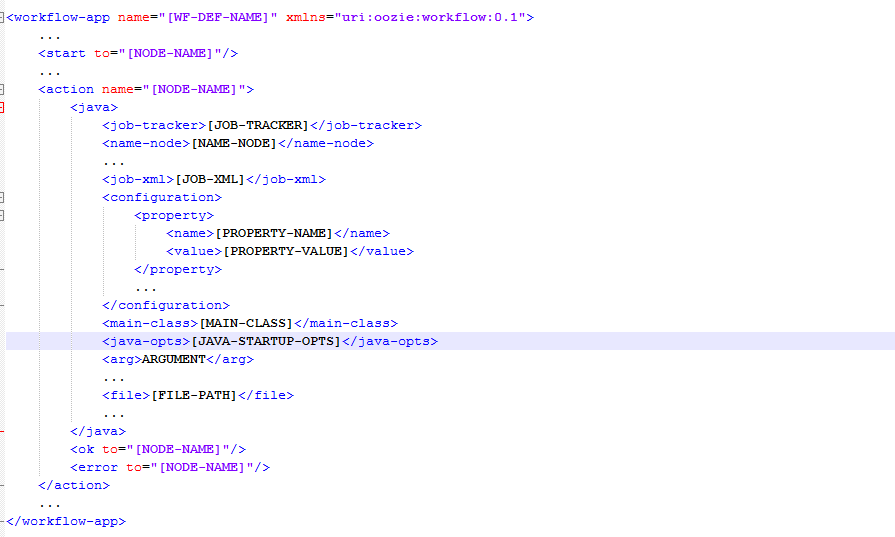 <workflow-app name="[WF-DEF-NAME]" xmlns="uri:oozie:workflow:0.1">
...
<start to="[NODE-NAME]"/>
...
<action name="[NODE-NAME]">
<java>
<job-tracker>[JOB-TRACKER]</job-tracker>
<name-node>[NAME-NODE]</name-node>
...
<job-xml>[JOB-XML]</job-xml>
<configuration>
<property>
<name>[PROPERTY-NAME]</name>
<value>[PROPERTY-VALUE]</value>
</property>
...
</configuration>
<main-class>[MAIN-CLASS]</main-class>
<java-opts>[JAVA-STARTUP-OPTS]</java-opts>
<arg>ARGUMENT</arg>
...
<file>[FILE-PATH]</file>
...
</java>
<ok to="[NODE-NAME]"/>
<error to="[NODE-NAME]"/>
</action>
...
</workflow-app>